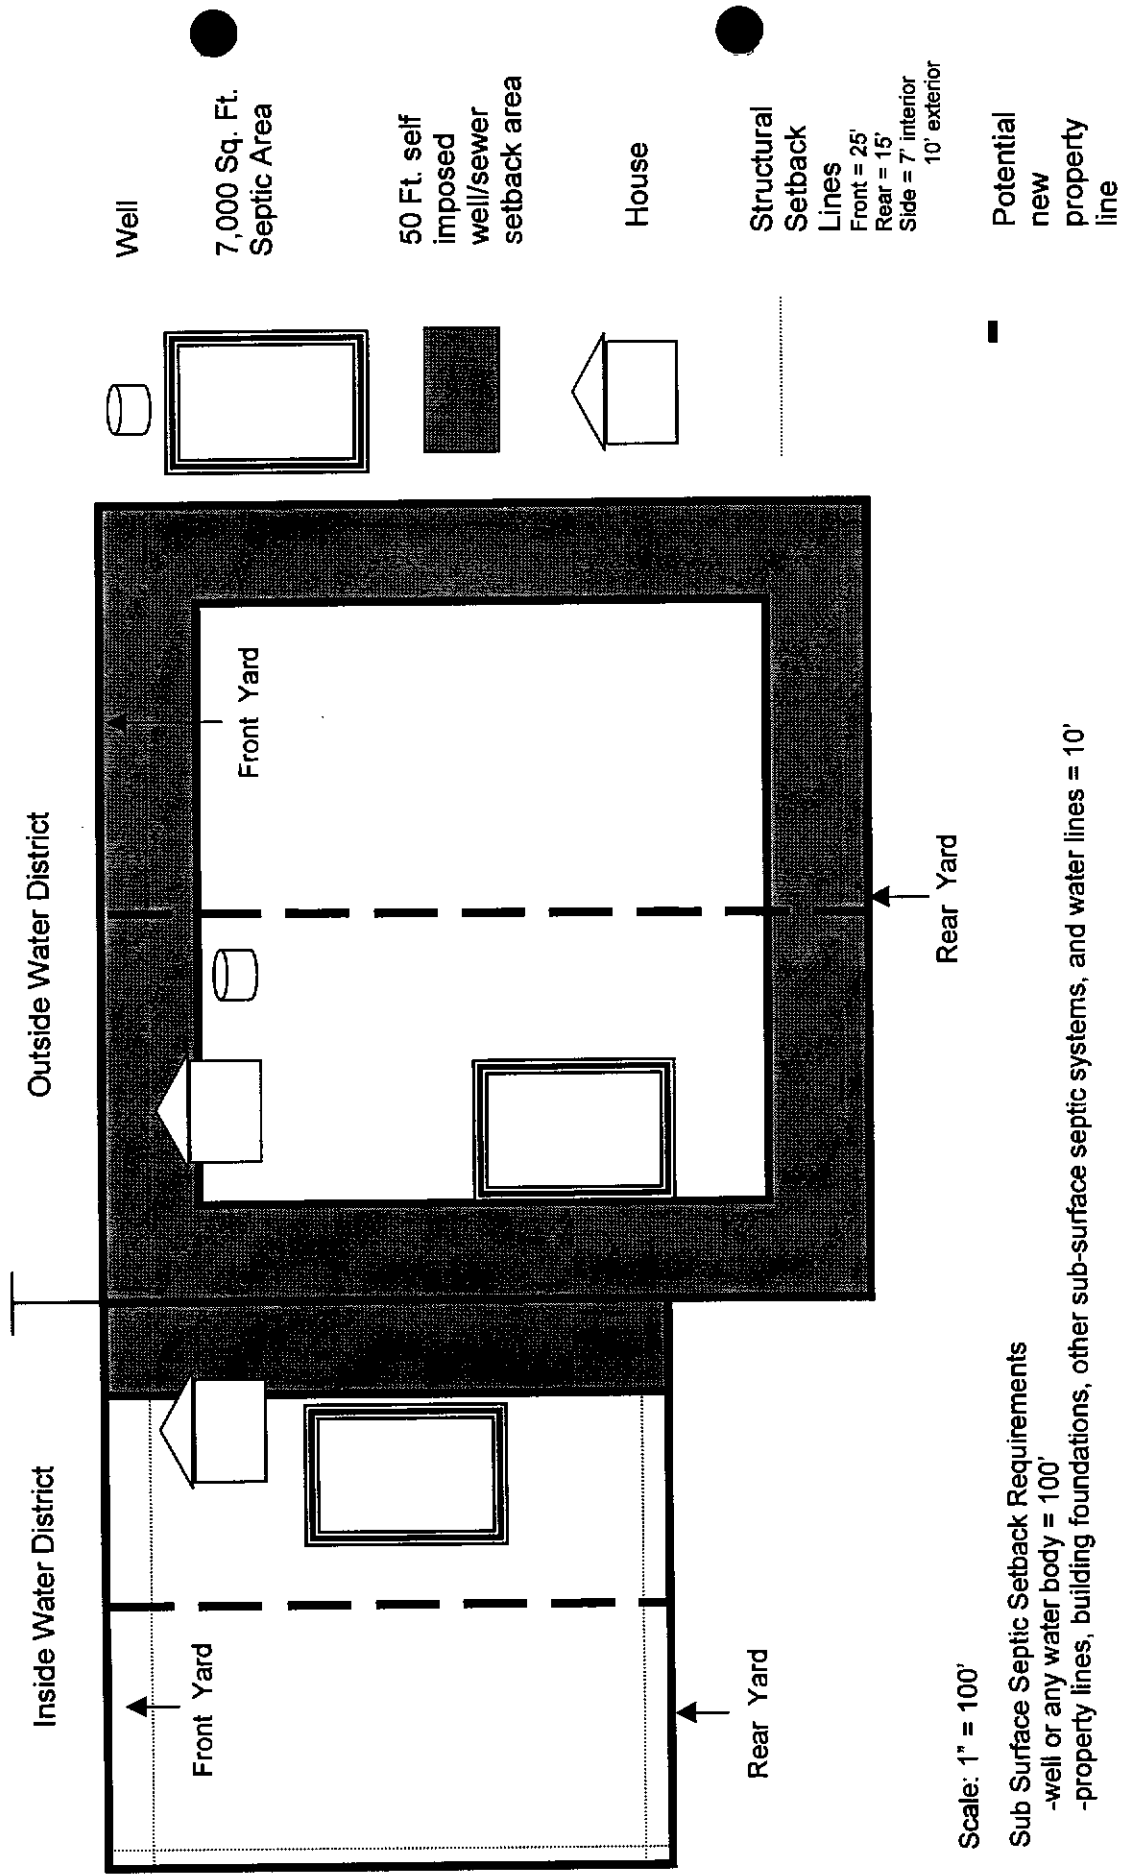 Inside Water District
Outside Water District
Front Yard
Rear Yard
Front Yard
Rear Yard
Scale: 1" = 100'
Sub Surface Septic Setback Requirements
-well or any water body = 100'
-property lines, building foundations, other sub-surface septic systems, and water lines = 10'
Well
7,000 Sq. Ft.
Septic Area
50 Ft. self
imposed
well/sewer
setback area
House
Structural
Setback
Lines
Front = 25'
Rear = 15'
Side = 7' interior
10' exterior
Potential
new
property
line